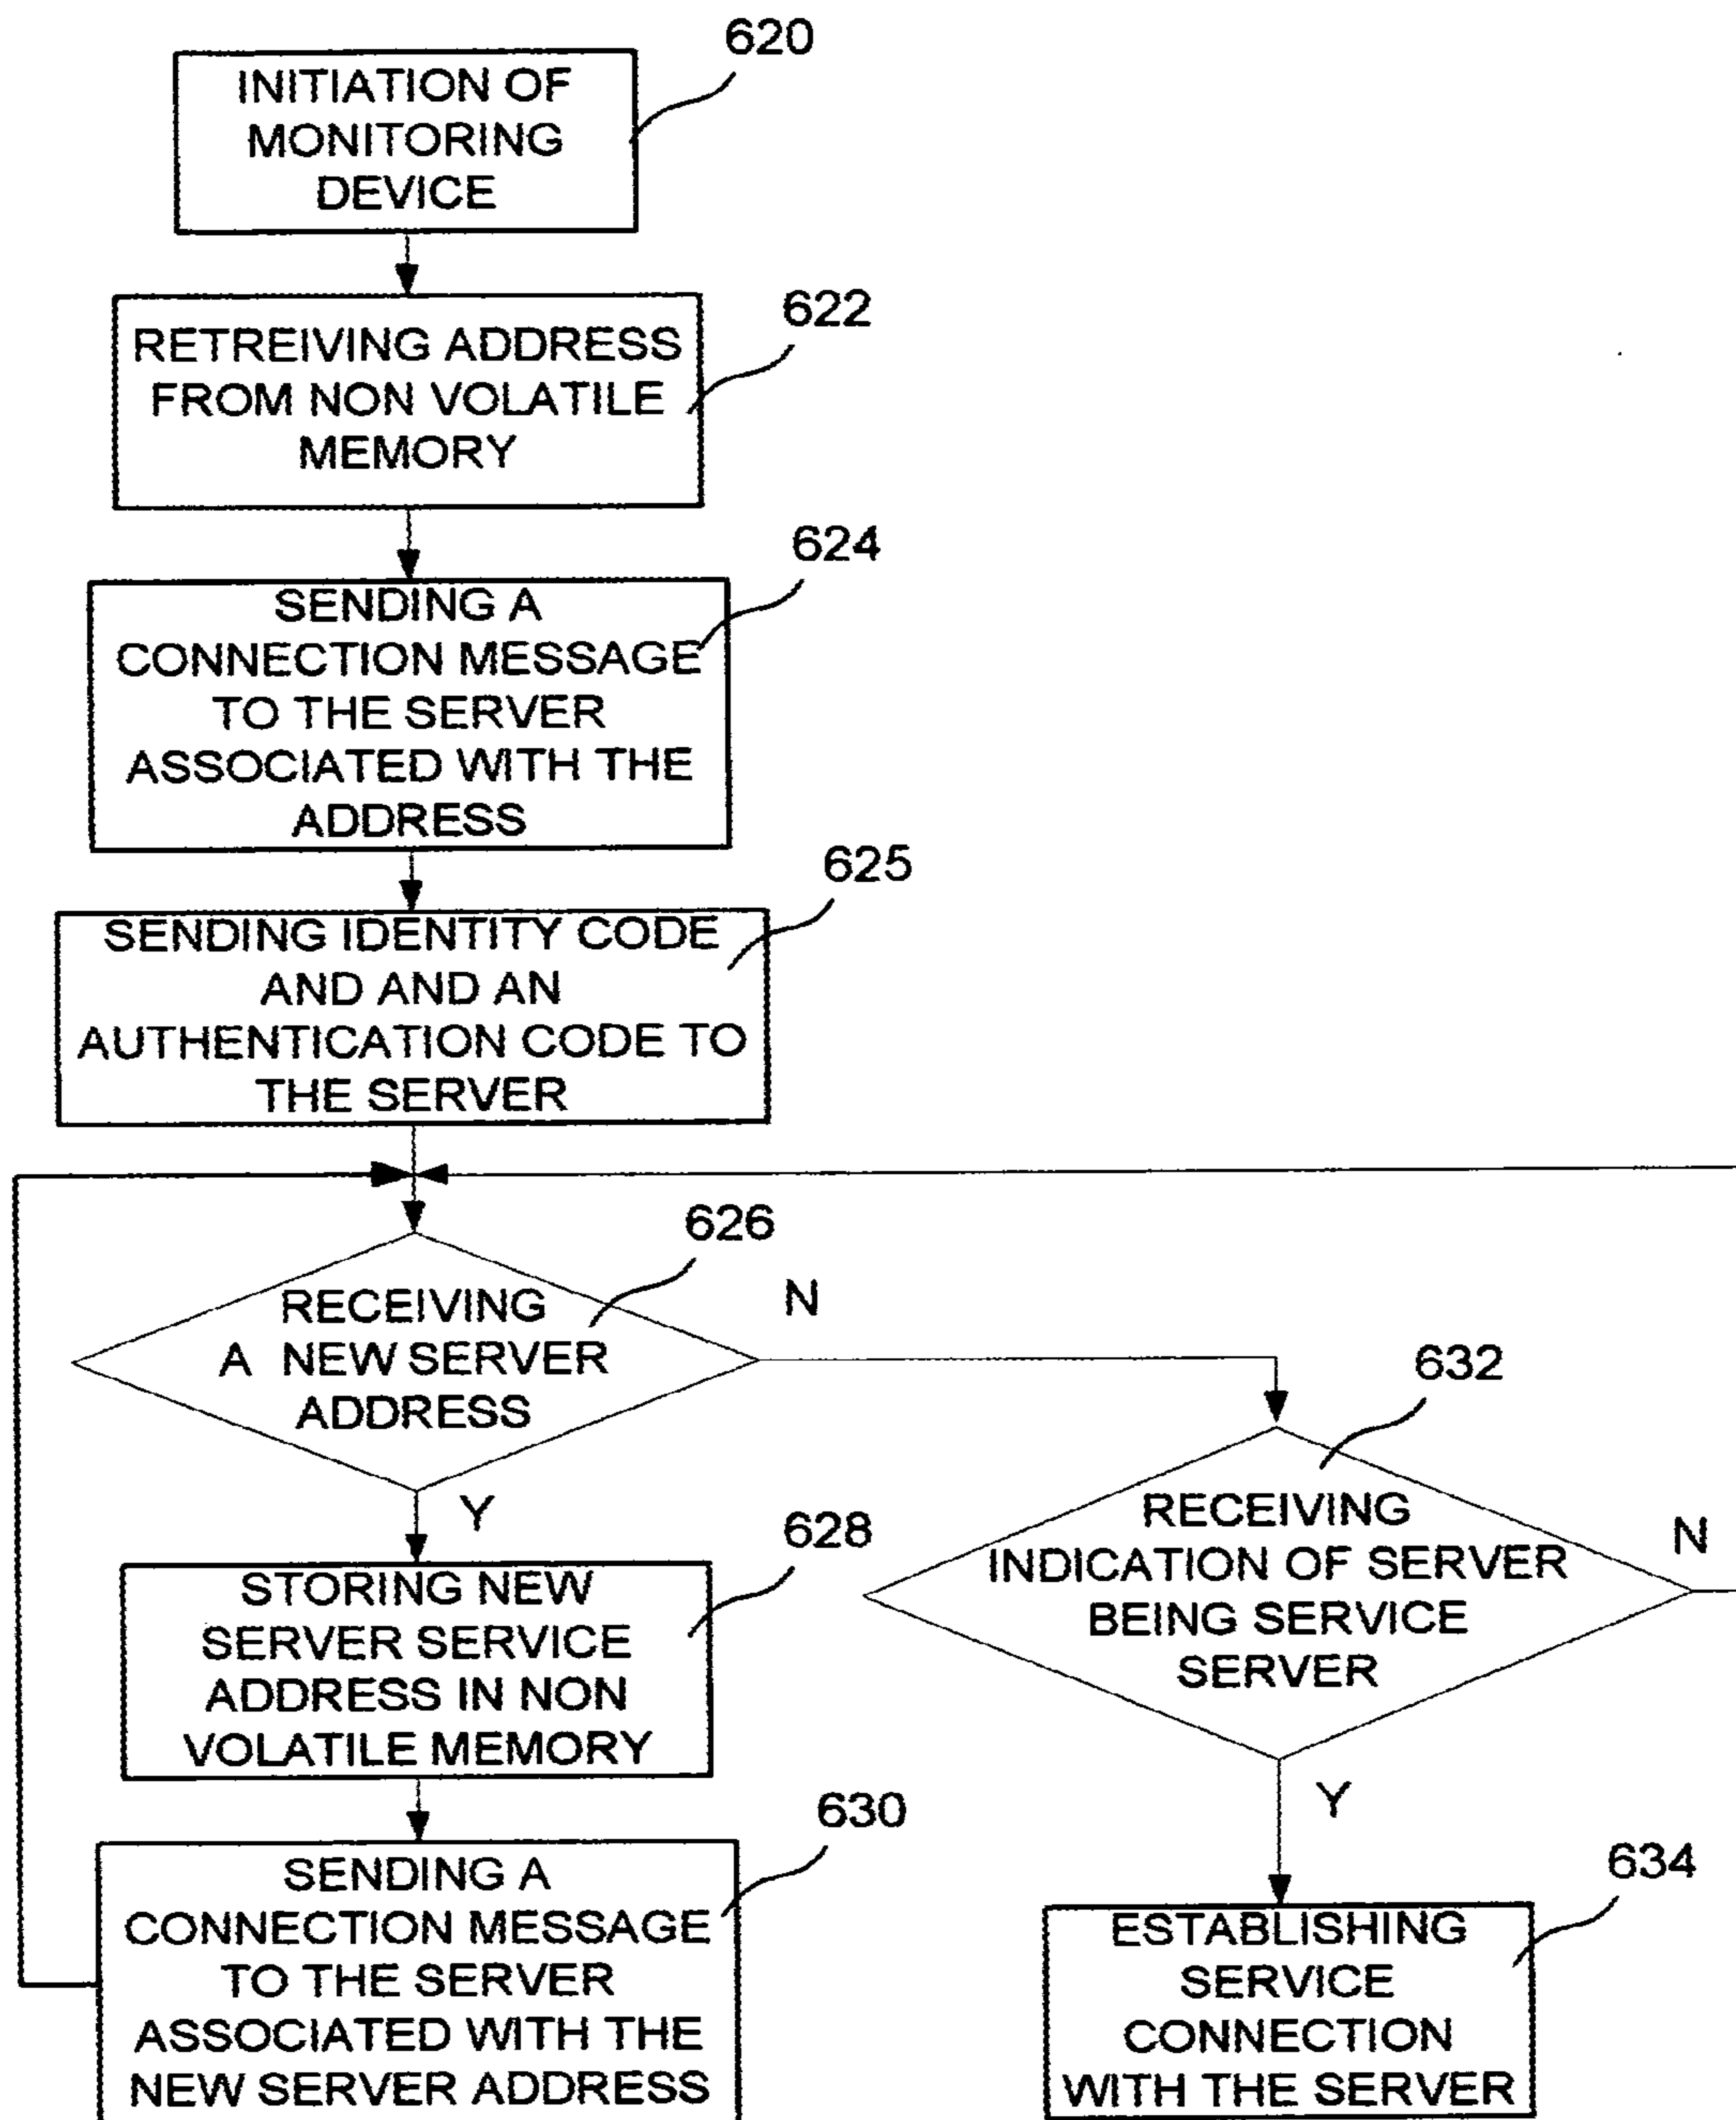 620
INITIATION OF
MONITORING
DEVICE
622
RETREIVING ADDRESS
FROM NON VOLATILE
MEMORY
624
SENDING A
CONNECTION MESSAGE
TO THE SERVER
ASSOCIATED WITH THE
ADDRESS
625
SENDING IDENTITY CODE
AND AND AN
AUTHENTICATION CODE TO
THE SERVER
626
RECEIVING
A NEW SERVER
ADDRESS
N
Y
632
RECEIVING
INDICATION OF SERVER
BEING SERVICE
SERVER
N
Y
628
STORING NEW
SERVER SERVICE
ADDRESS IN NON
VOLATILE MEMORY
630
SENDING A
CONNECTION MESSAGE
TO THE SERVER
ASSOCIATED WITH THE
NEW SERVER ADDRESS
634
ESTABLISHING
SERVICE
CONNECTION
WITH THE SERVER